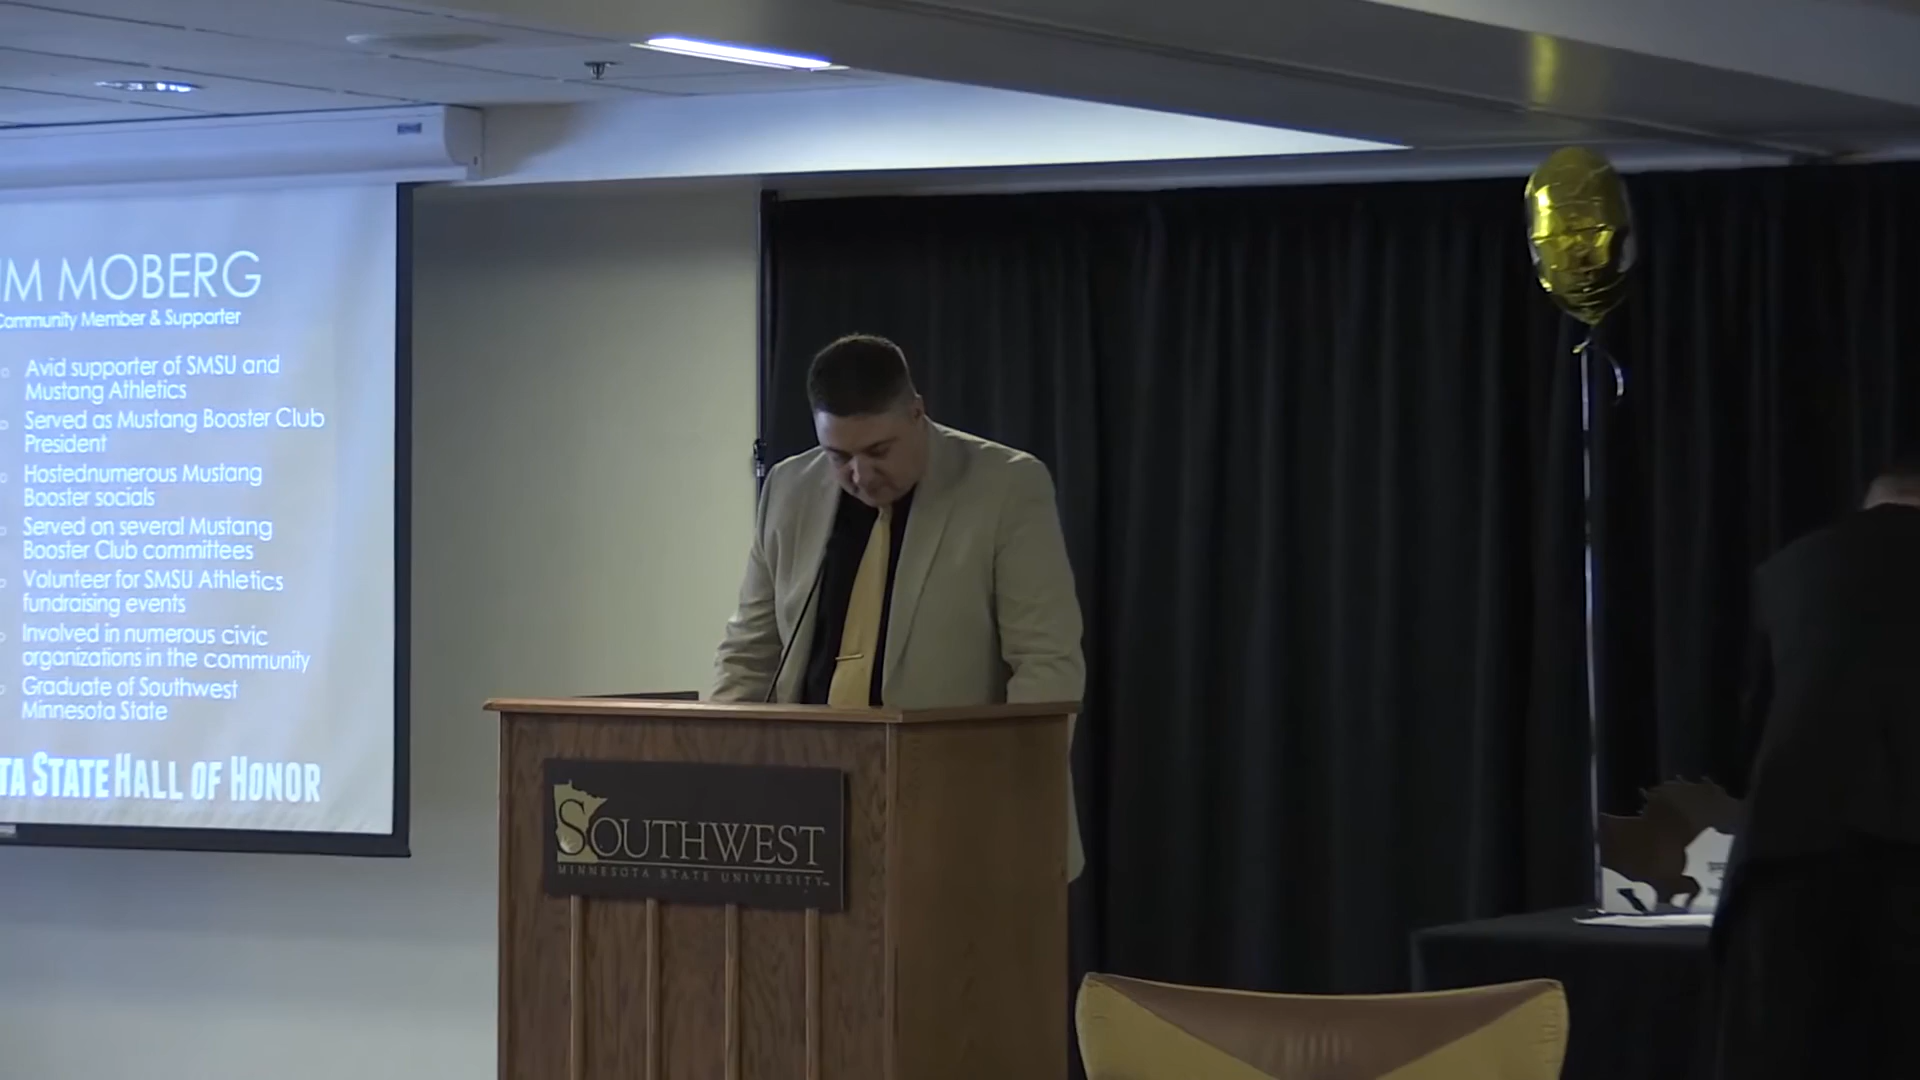 IM MOBERG
Community Member & Supporter
Avid supporter of SMSU and
Mustang Athletics
Served as Mustang Booster Club
President
Hostednumerous Mustang
Booster socials
Served on several Mustang
Booster Club committees
Volunteer for SMSU Athletics
fundraising events
Involved in numerous civic
organizations in the community
Graduate of Southwest
Minnesota State
TA STATE HALL OF HONOR
SOUTHWEST
MINNESOTA STATE UNIVERSITY™